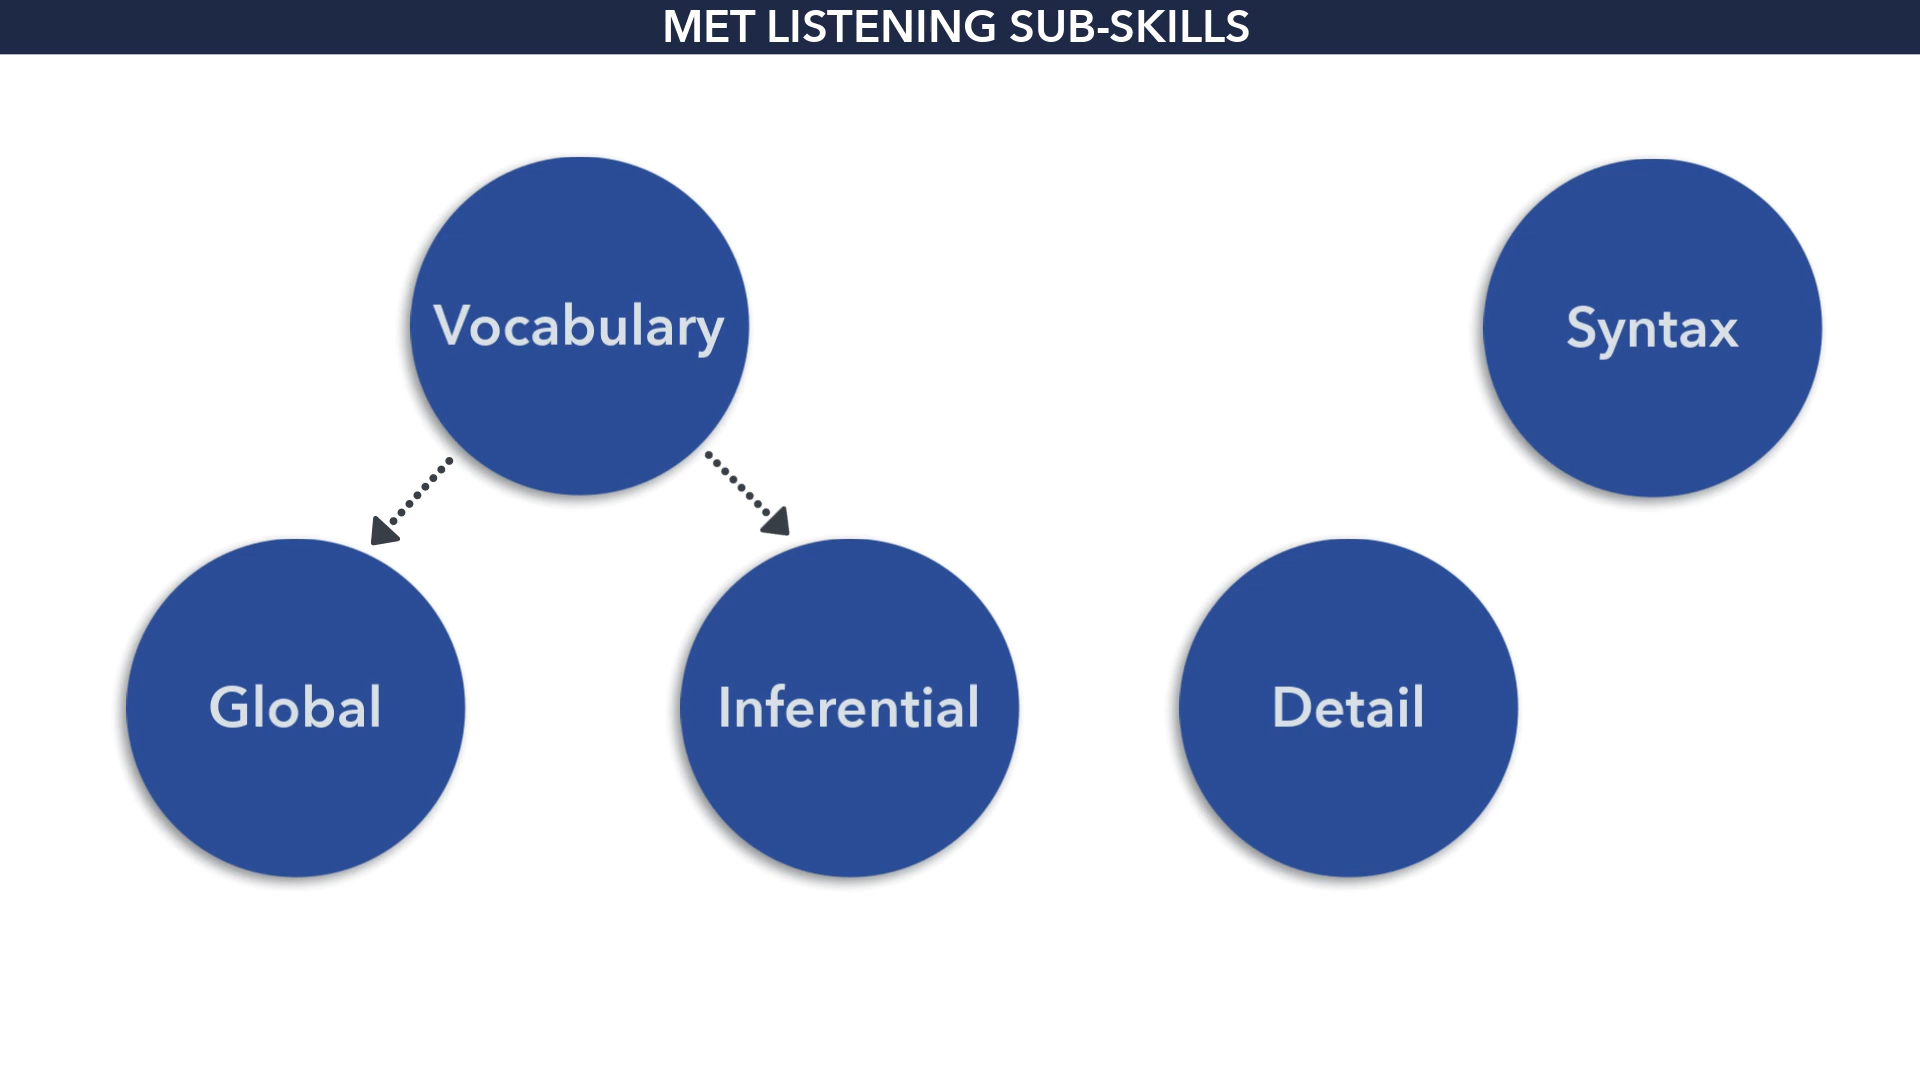 MET LISTENING SUB-SKILLS
Vocabulary
Syntax
Global
Inferential
Detail